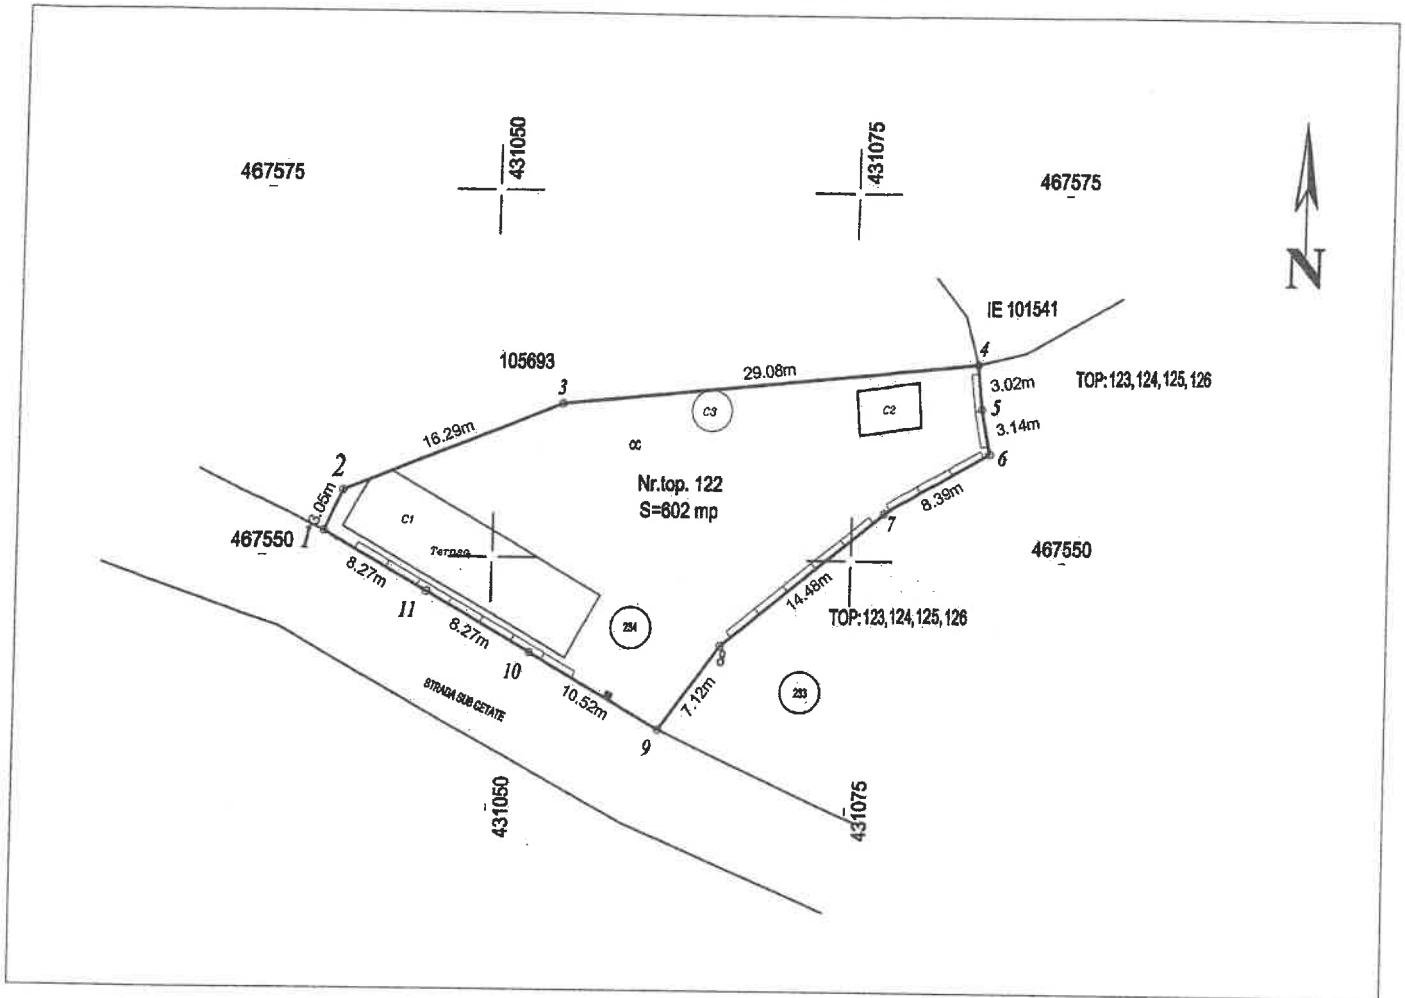 431050
431075
467575
467575
N
IE 101541
105693
4
29.08m
3
3.02m
TOP: 123, 124, 125, 126
C3
C2
5
16.29m
3.14m
2
∞
6
Nr.top. 122
S=602 mp
8.39m
3.05m
C1
7
1
467550
467550
8.27m
14.48m
11
TOP: 123, 124, 125, 126
8.27m
234
10
8
STRADA SUB CETATE
10.52m
7.12m
233
9
431050
431075